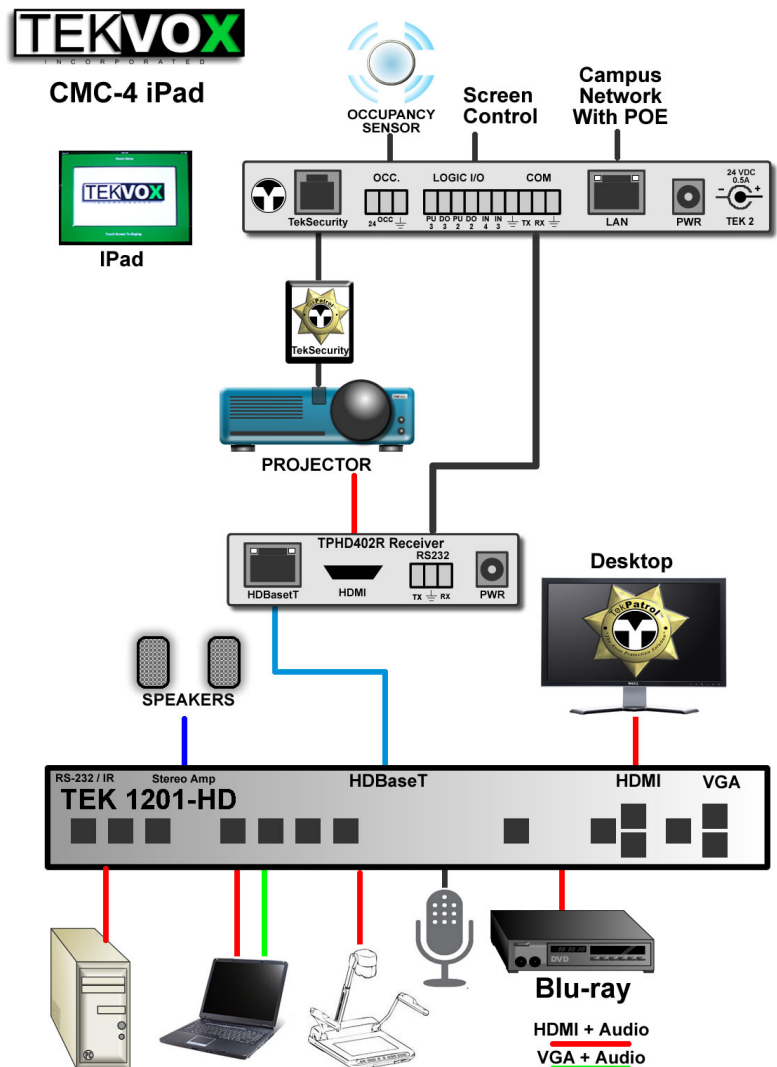 TEKVOX
INCORPORATED
CMC-4 iPad
OCCUPANCY
SENSOR
Screen
Control
Campus
Network
With POE
TEKVOX
IPad
OCC.
LOGIC I/O
COM
24 VDC
0.5A
- +
TekSecurity
24 OCC
PU 3 DO 3 PU 2 DO 2 IN 4 IN 3 TX RX
LAN
PWR
TEK 2
TekPatrol
TekSecurity
PROJECTOR
TPHD402R Receiver
RS232
HDBaseT
HDMI
TX RX
PWR
Desktop
TekPatrol
DELL
SPEAKERS
RS-232 / IR
Stereo Amp
HDBaseT
HDMI
VGA
TEK 1201-HD
DVD
Blu-ray
HDMI + Audio
VGA + Audio